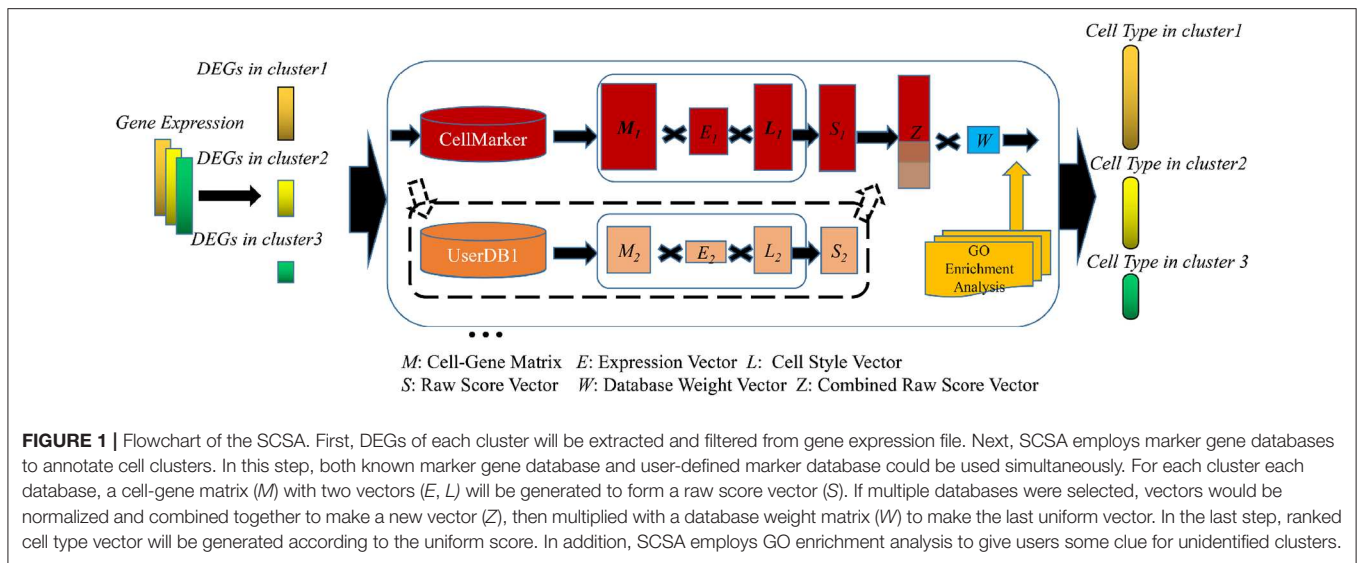 Gene Expression
DEGs in cluster1
DEGs in cluster2
DEGs in cluster3
CellMarker
M1
E1
L1
S1
Z
W
UserDB1
M2
E2
L2
S2
GO
Enrichment
Analysis
Cell Type in cluster1
Cell Type in cluster2
Cell Type in cluster 3
...
M: Cell-Gene Matrix E: Expression Vector L: Cell Style Vector
S: Raw Score Vector W: Database Weight Vector Z: Combined Raw Score Vector
FIGURE 1 | Flowchart of the SCSA. First, DEGs of each cluster will be extracted and filtered from gene expression file. Next, SCSA employs marker gene databases
to annotate cell clusters. In this step, both known marker gene database and user-defined marker database could be used simultaneously. For each cluster each
database, a cell-gene matrix (M) with two vectors (E, L) will be generated to form a raw score vector (S). If multiple databases were selected, vectors would be
normalized and combined together to make a new vector (Z), then multiplied with a database weight matrix (W) to make the last uniform vector. In the last step, ranked
cell type vector will be generated according to the uniform score. In addition, SCSA employs GO enrichment analysis to give users some clue for unidentified clusters.